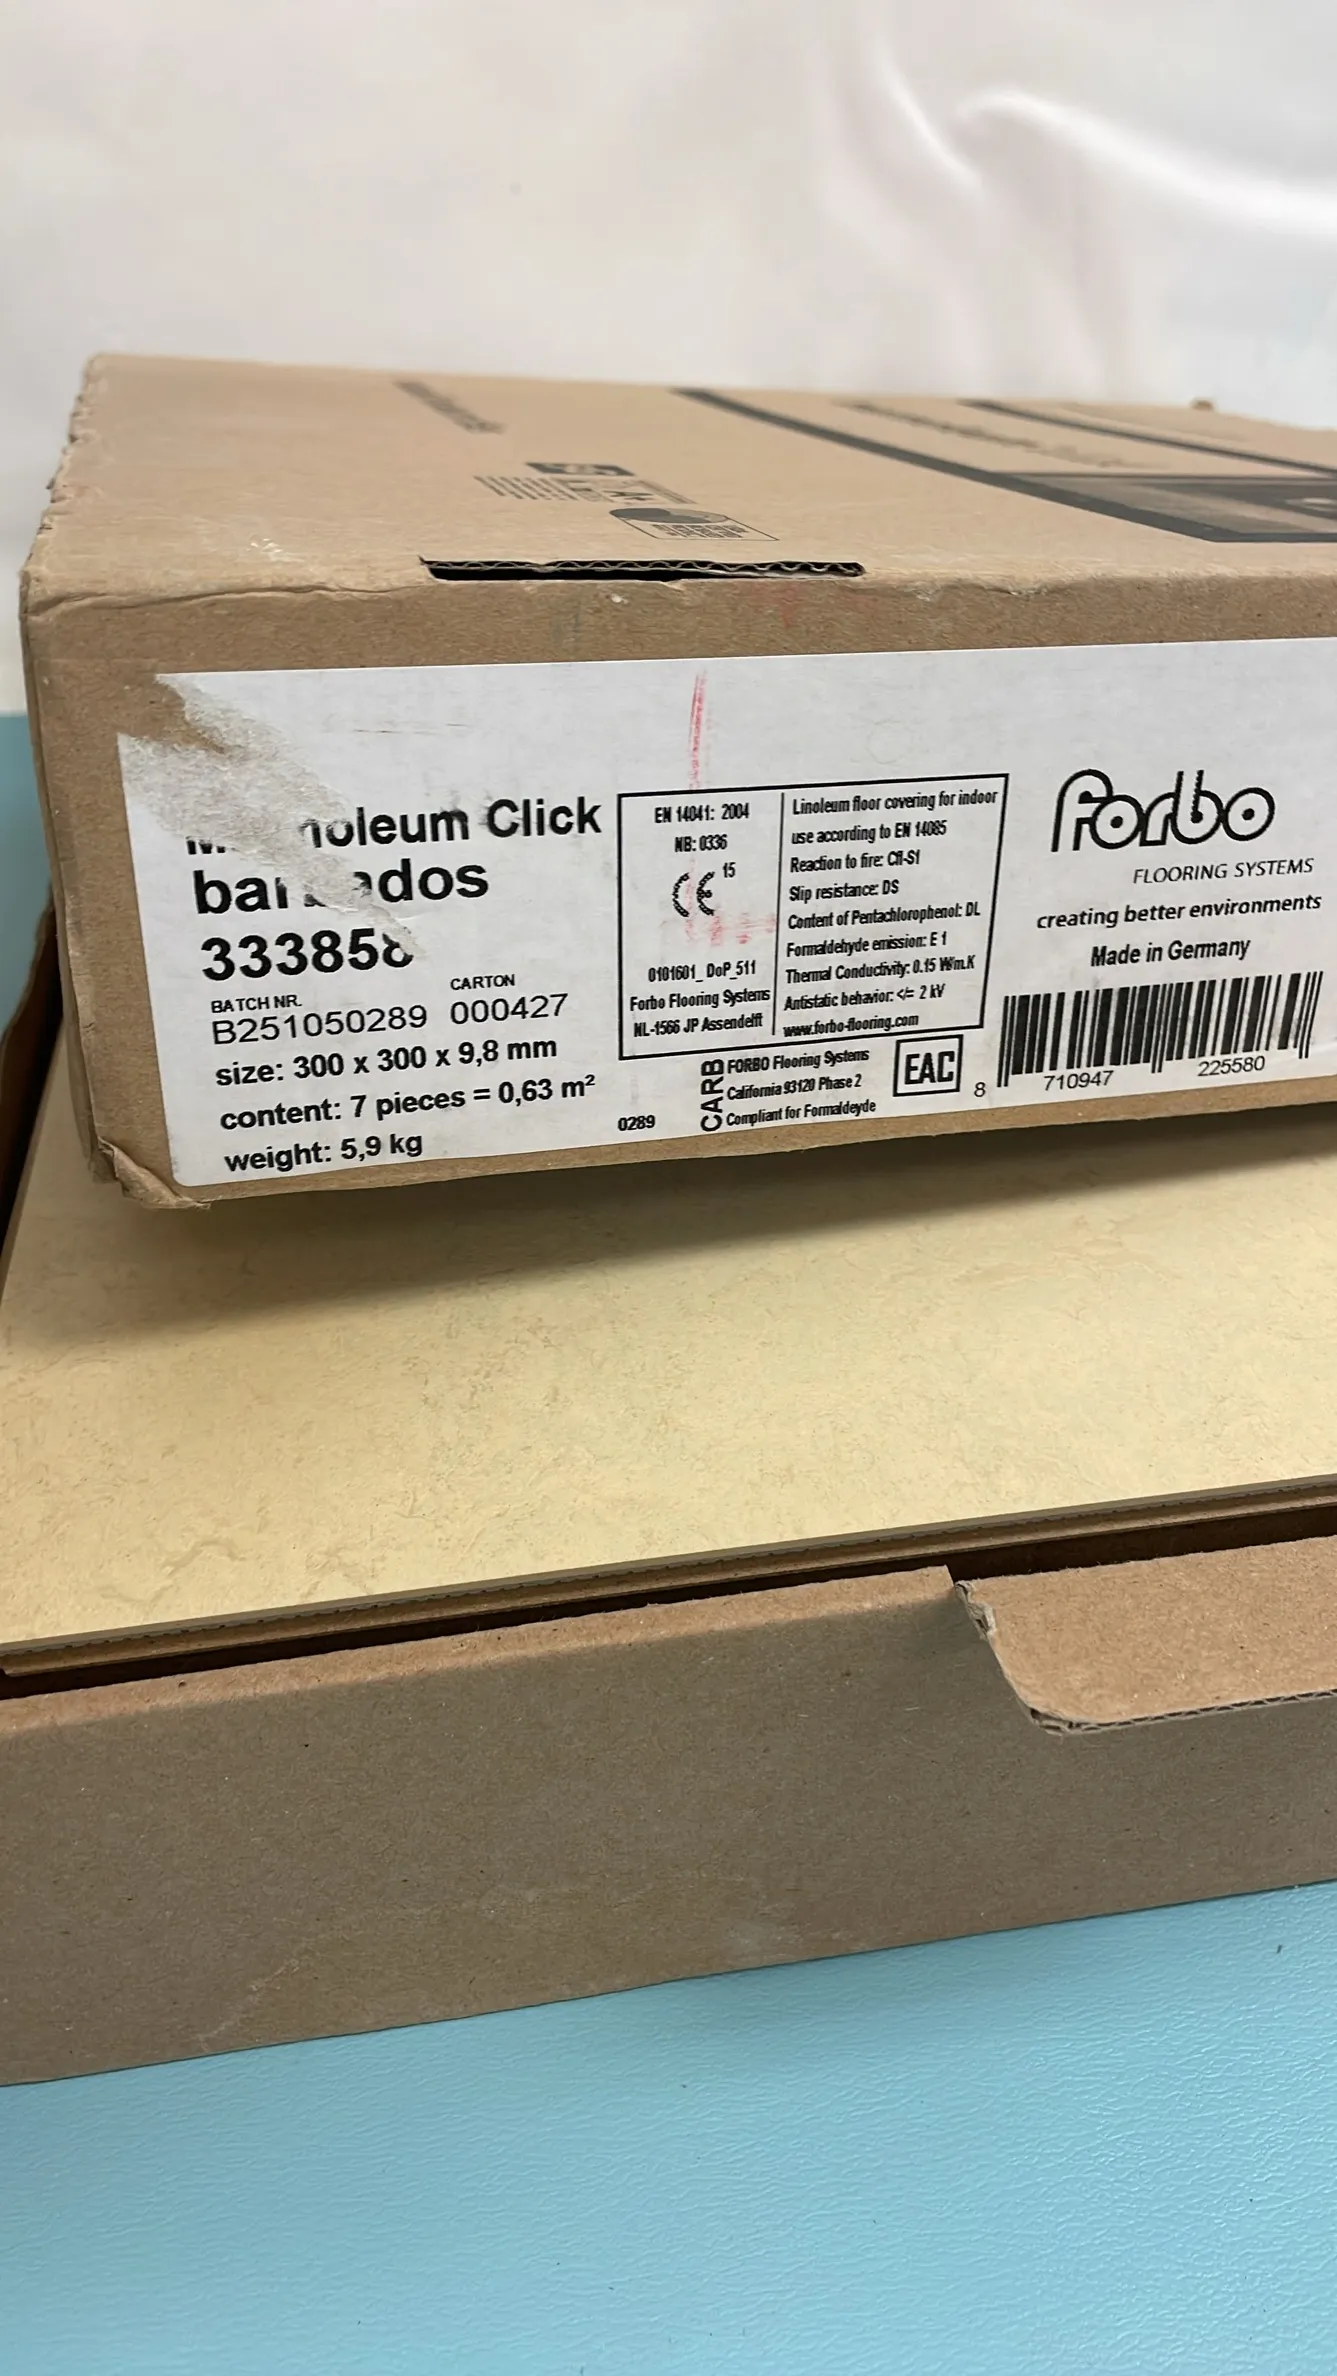 Click
333858
BATCH NR.
CARTON
B251050289 000427
size: 300 x 300 x 9,8 mm
content: 7 pieces = 0,63 m²
weight: 5,9 kg
EN 14041: 2004
NB: 0336
CE 15
0101601_DoP_511
Forbo Flooring Systems
NL-1566 JP Assendelft
Linoleum floor covering for indoor
use according to EN 14085
Reaction to fire: Cfl-S1
Slip resistance: DS
Content of Pentachlorophenol: DL
Formaldehyde emission: E 1
Thermal Conductivity: 0.15 W/m.K
Antistatic behavior: </= 2 kV
www.forbo-flooring.com
0289
CARB
FORBO Flooring Systems
California 93120 Phase 2
Compliant for Formaldeyde
EAC
forbo
FLOORING SYSTEMS
creating better environments
Made in Germany
8 710947 225580